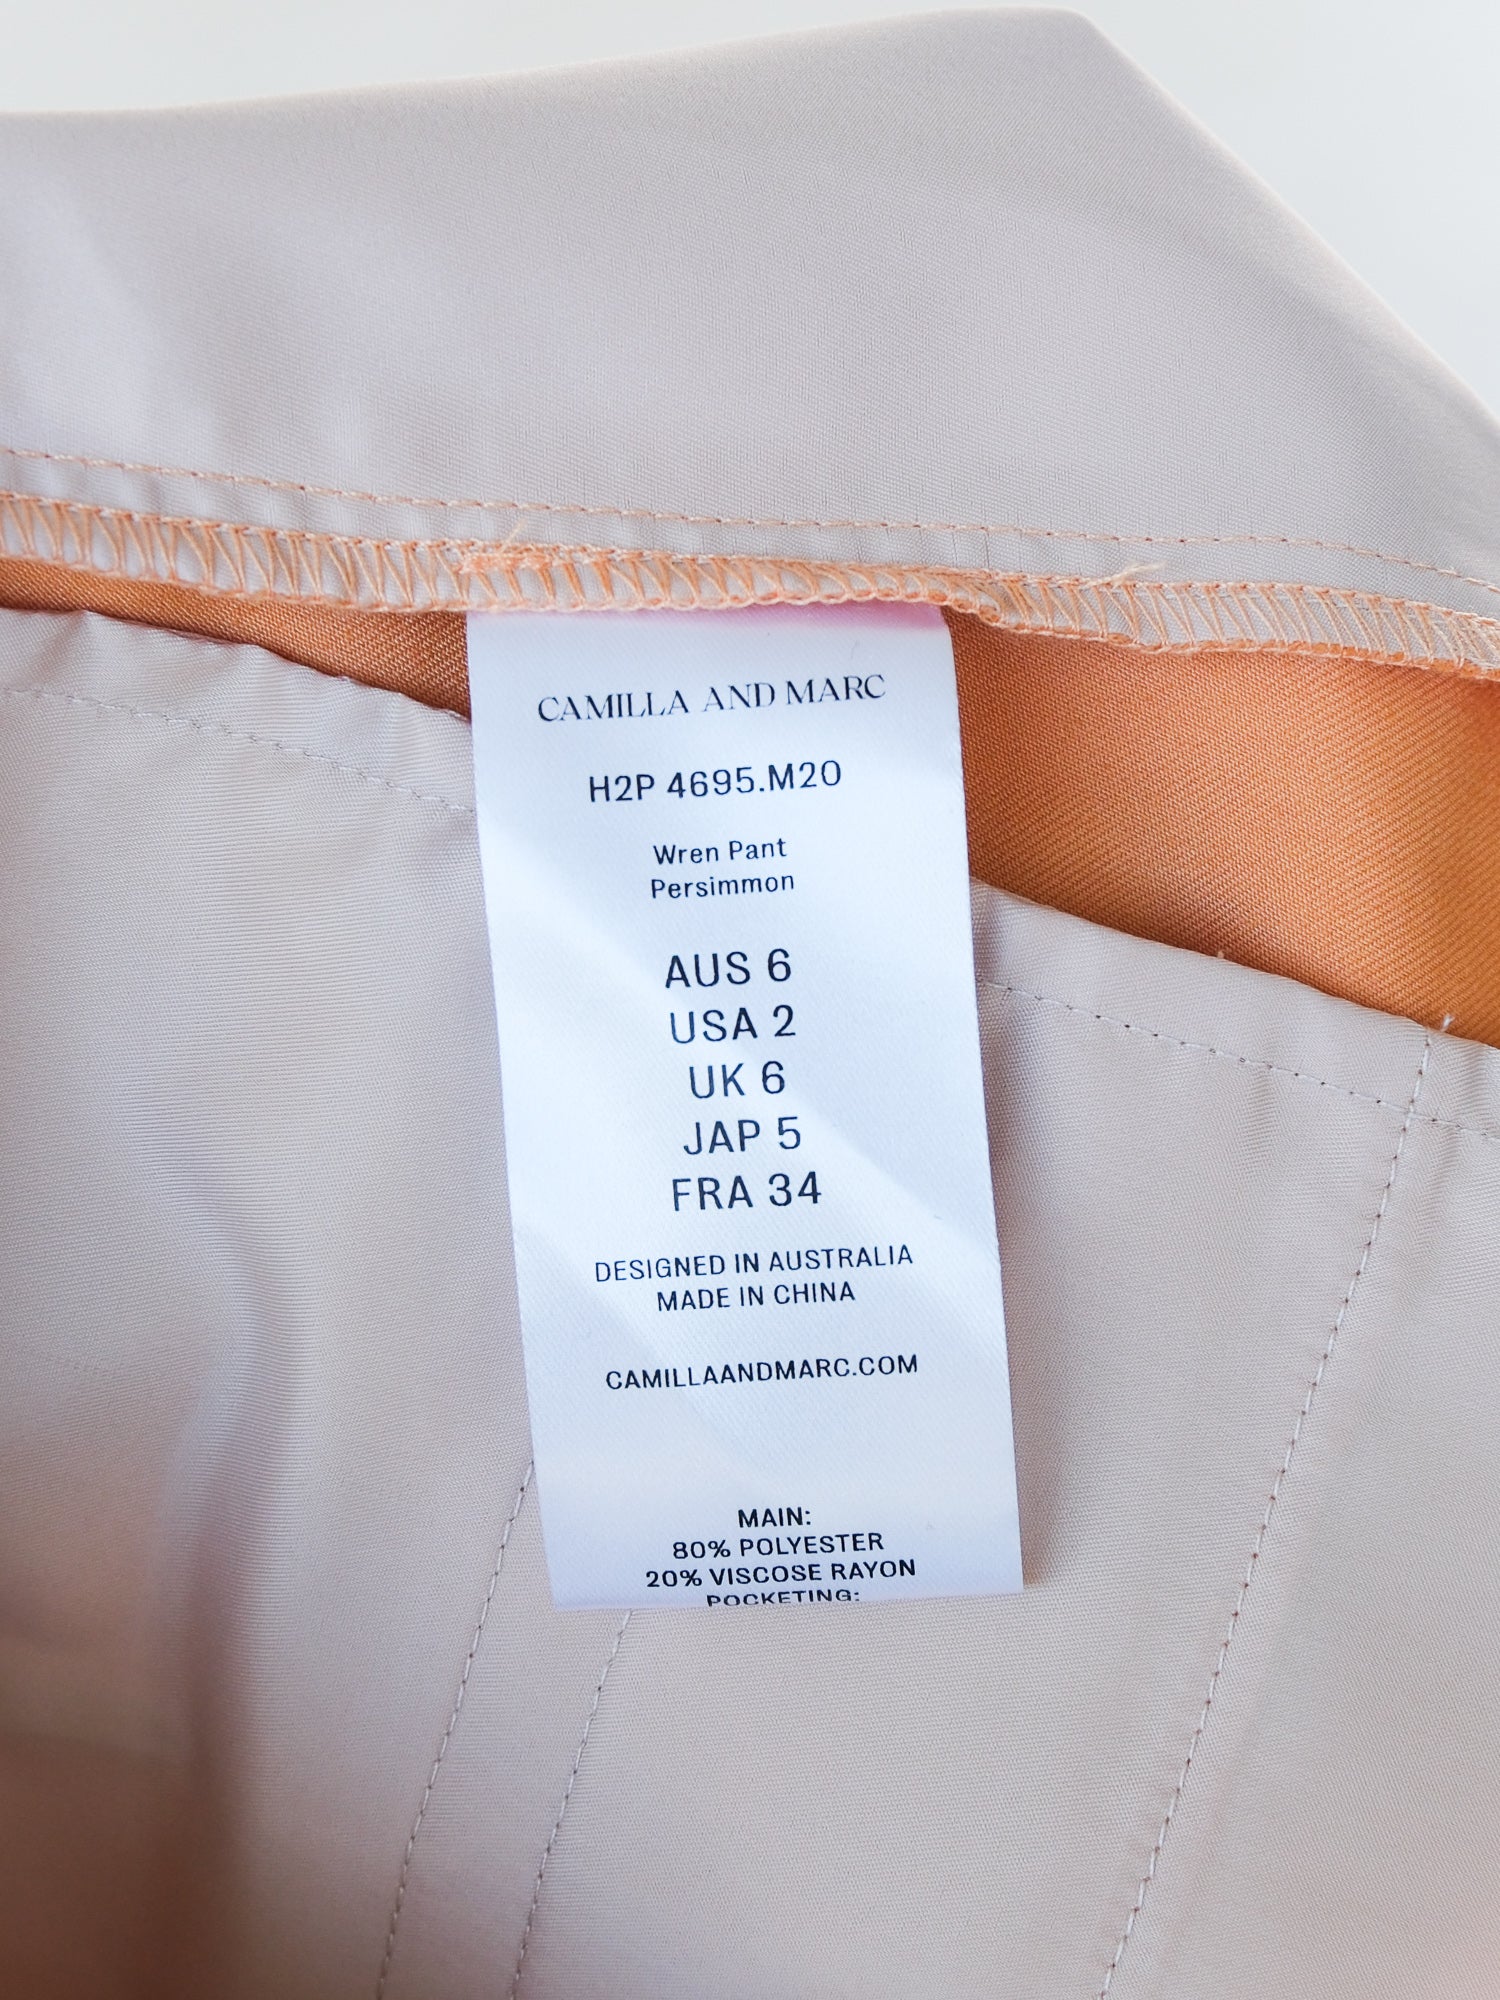 CAMILLA AND MARC
H2P 4695.M20
Wren Pant
Persimmon
AUS 6
USA 2
UK 6
JAP 5
FRA 34
DESIGNED IN AUSTRALIA
MADE IN CHINA
CAMILLAANDMARC.COM
MAIN:
80% POLYESTER
20% VISCOSE RAYON
POCKETING: